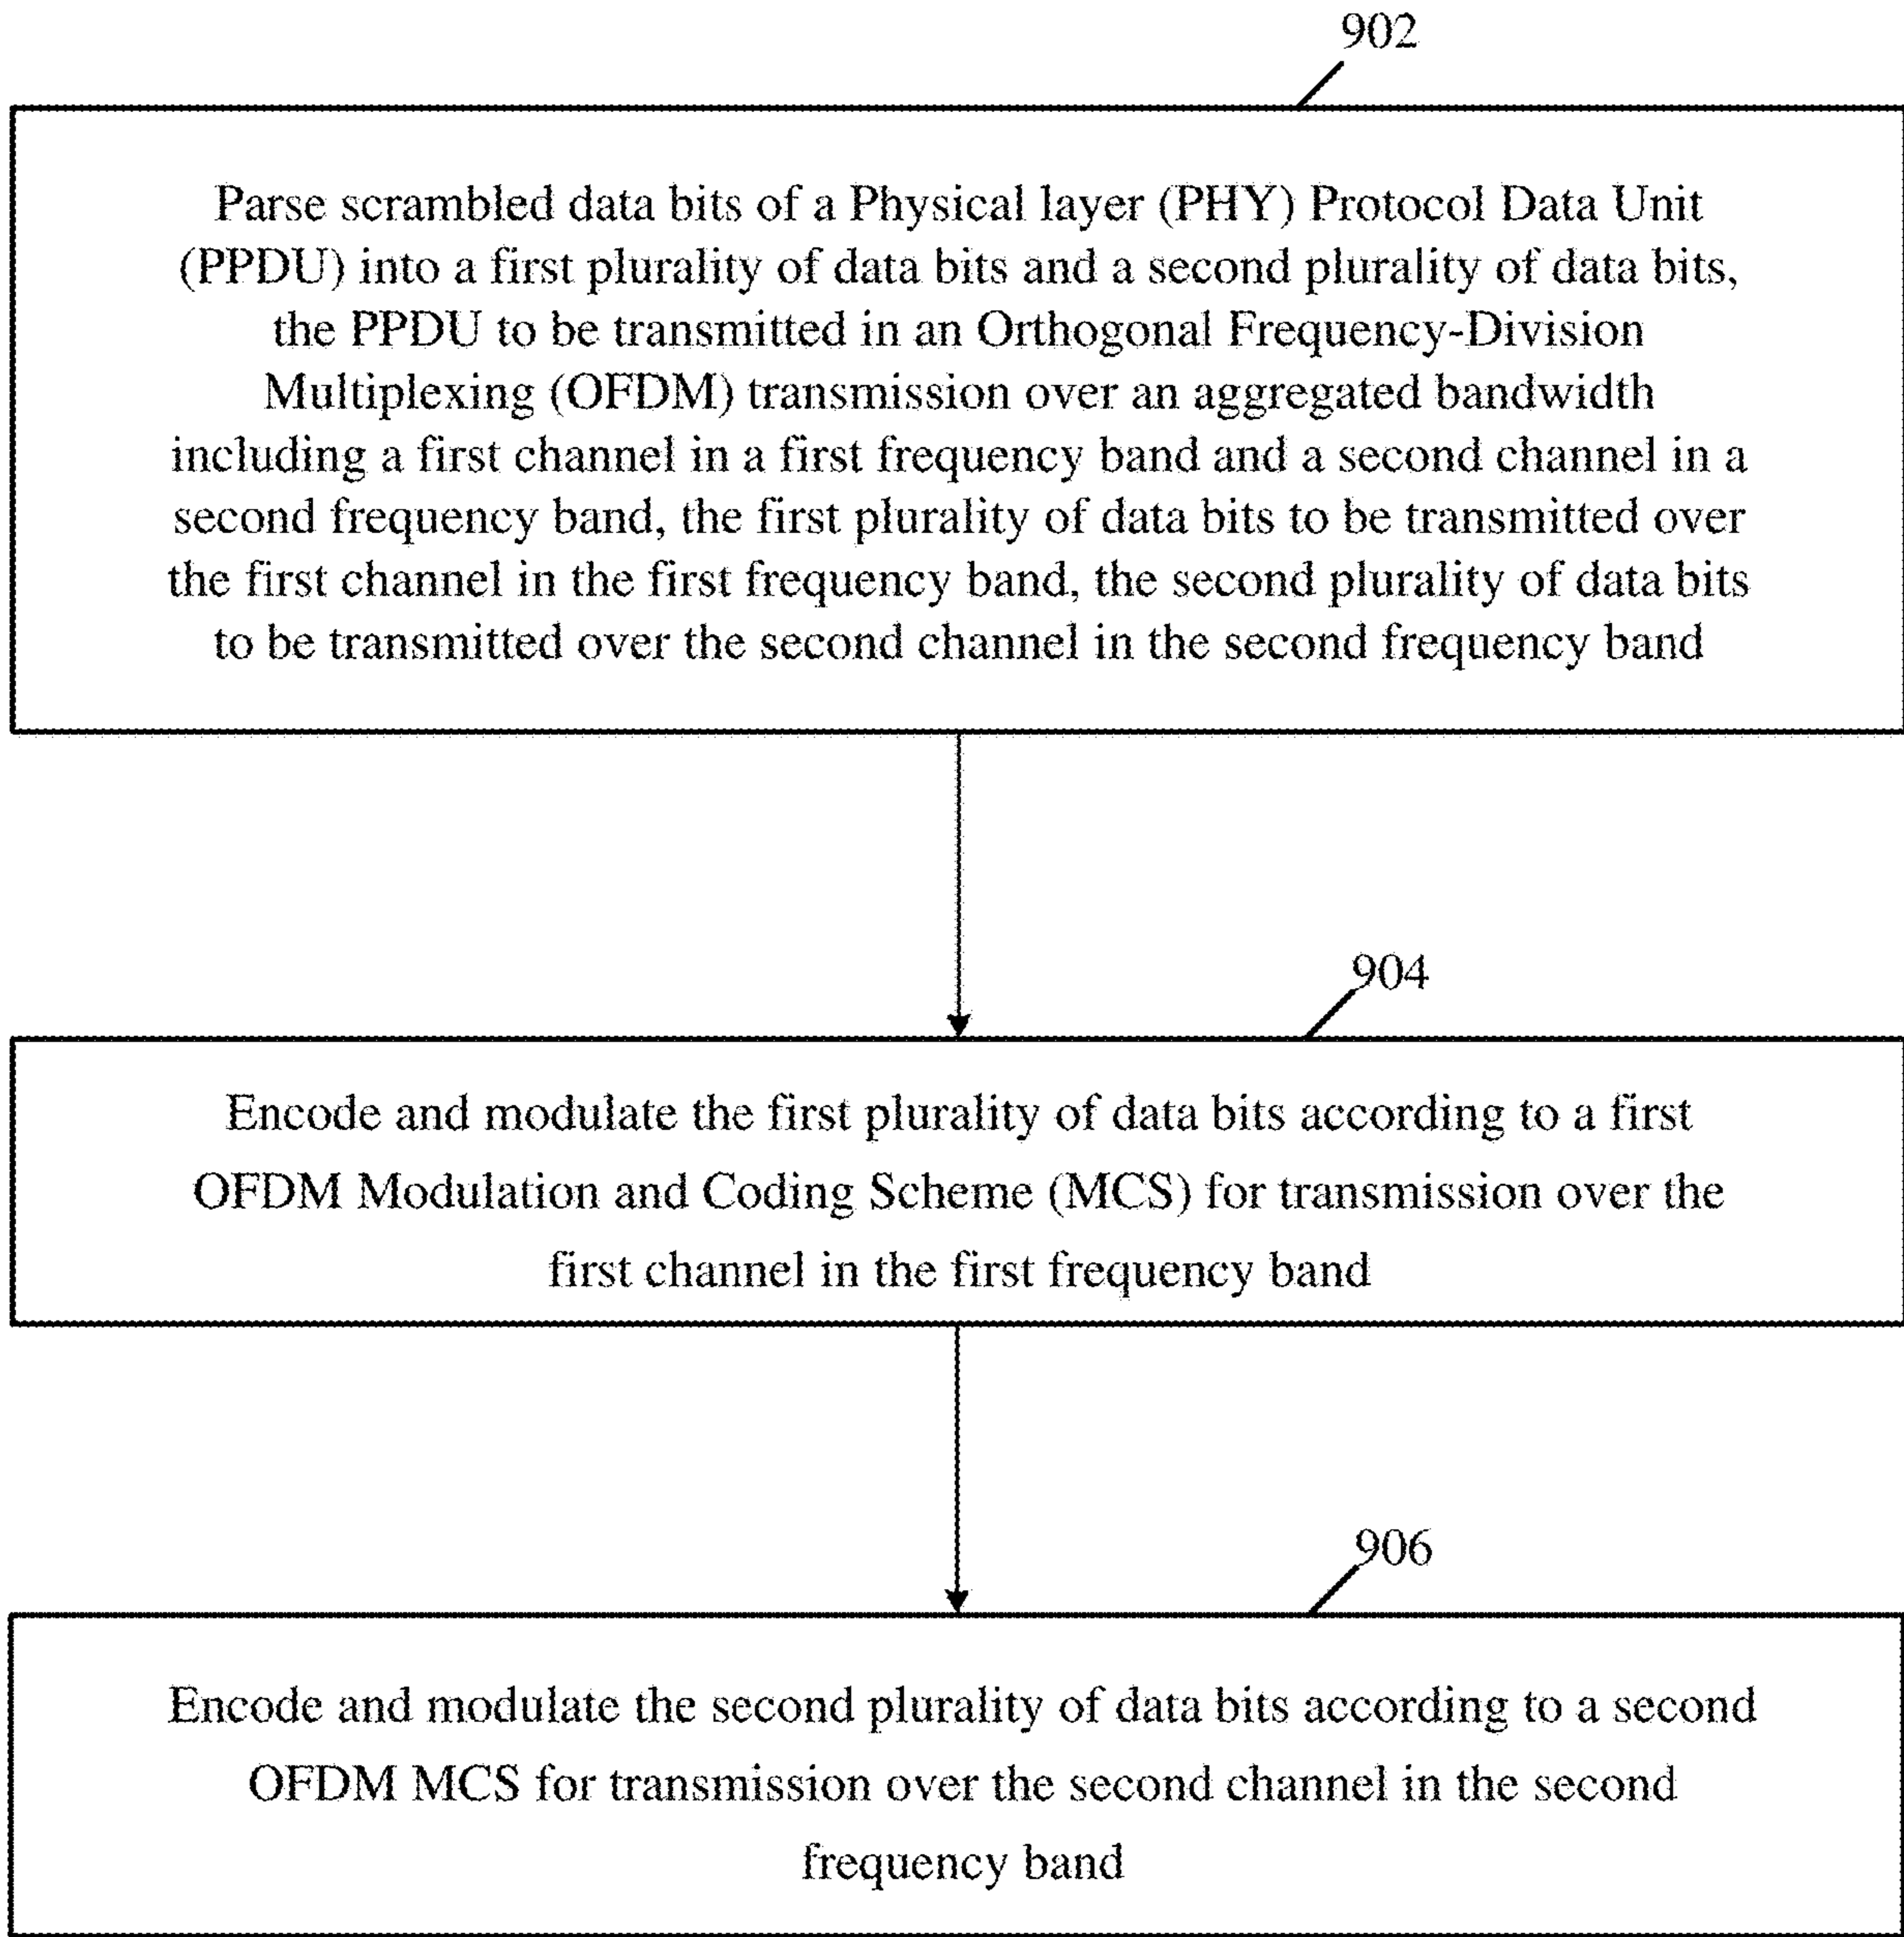 902
Parse scrambled data bits of a Physical layer (PHY) Protocol Data Unit
(PPDU) into a first plurality of data bits and a second plurality of data bits,
the PPDU to be transmitted in an Orthogonal Frequency-Division
Multiplexing (OFDM) transmission over an aggregated bandwidth
including a first channel in a first frequency band and a second channel in a
second frequency band, the first plurality of data bits to be transmitted over
the first channel in the first frequency band, the second plurality of data bits
to be transmitted over the second channel in the second frequency band
904
Encode and modulate the first plurality of data bits according to a first
OFDM Modulation and Coding Scheme (MCS) for transmission over the
first channel in the first frequency band
906
Encode and modulate the second plurality of data bits according to a second
OFDM MCS for transmission over the second channel in the second
frequency band